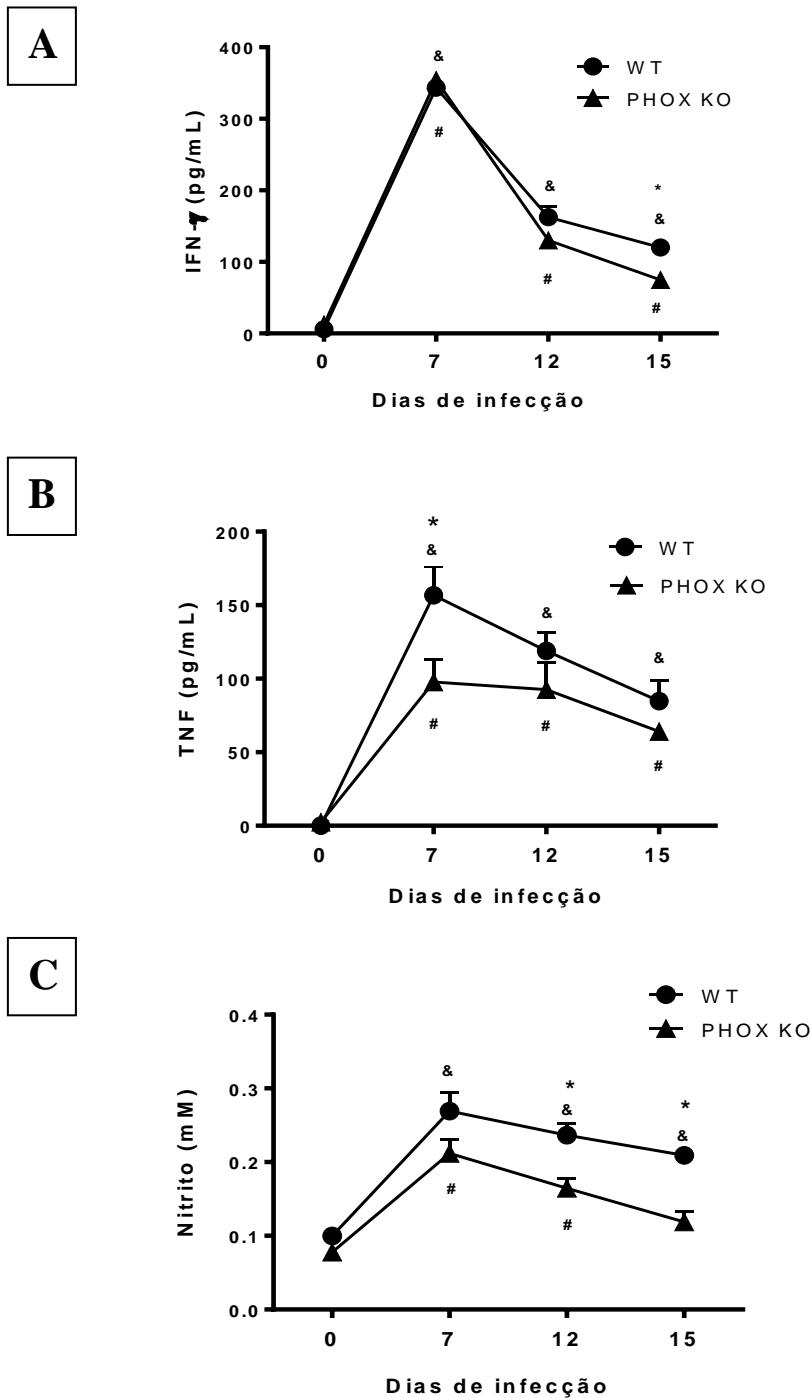 A
400
300
200
100
0
IFN-γ (pg/mL)
&
#
&
#
*
&
#
WT
PHOX KO
0 7 12 15
Dias de infecção
B
200
150
100
50
0
TNF (pg/mL)
*
&
#
&
#
&
#
WT
PHOX KO
0 7 12 15
Dias de infecção
C
0.4
0.3
0.2
0.1
0.0
Nitrito (mM)
&
#
*
&
#
*
&
WT
PHOX KO
0 7 12 15
Dias de infecção